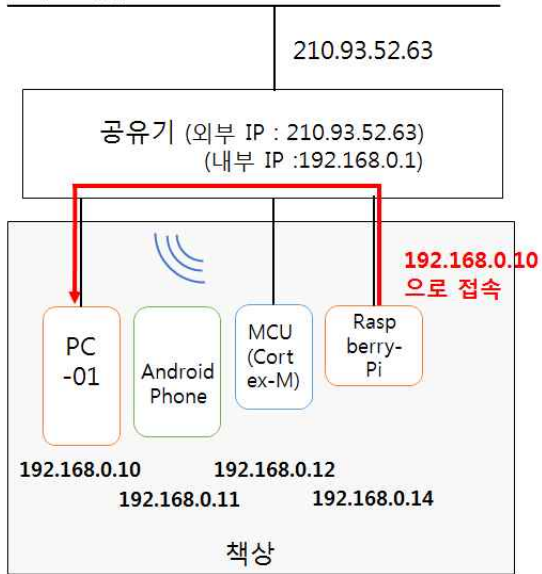 210.93.52.63
공유기 (외부 IP : 210.93.52.63)
(내부 IP :192.168.0.1)
192.168.0.10
으로 접속
PC
-01
Android
Phone
MCU
(Cort
ex-M)
Rasp
berry-
Pi
192.168.0.10
192.168.0.12
192.168.0.11
192.168.0.14
책상